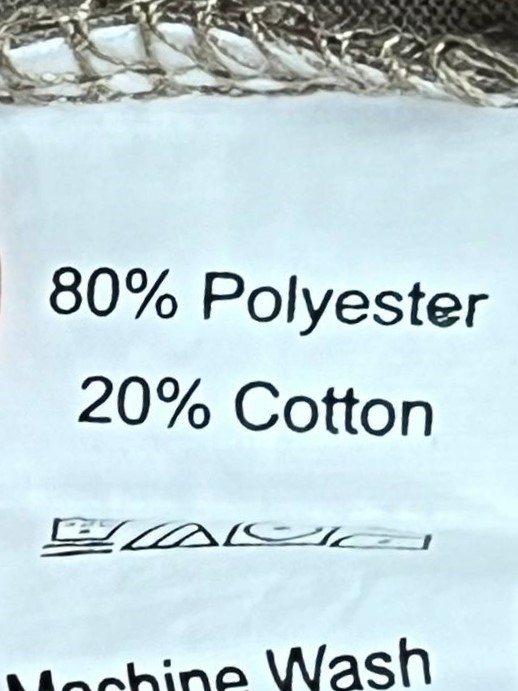 80% Polyester
20% Cotton
Machine Wash